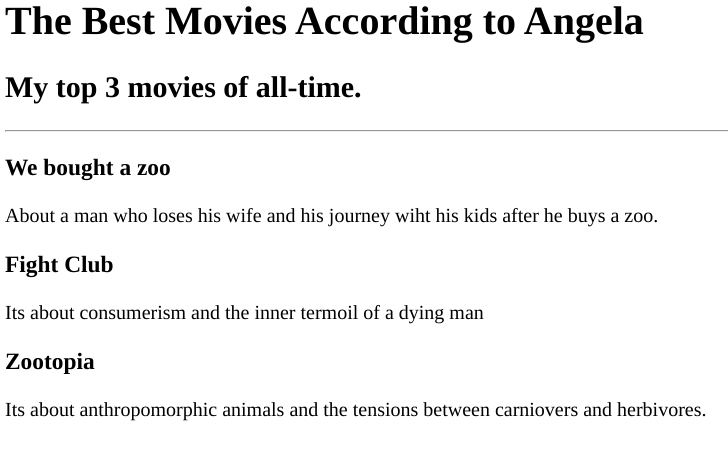 The Best Movies According to Angela
My top 3 movies of all-time.
We bought a zoo
About a man who loses his wife and his journey wiht his kids after he buys a zoo.
Fight Club
Its about consumerism and the inner termoil of a dying man
Zootopia
Its about anthropomorphic animals and the tensions between carniovers and herbivores.